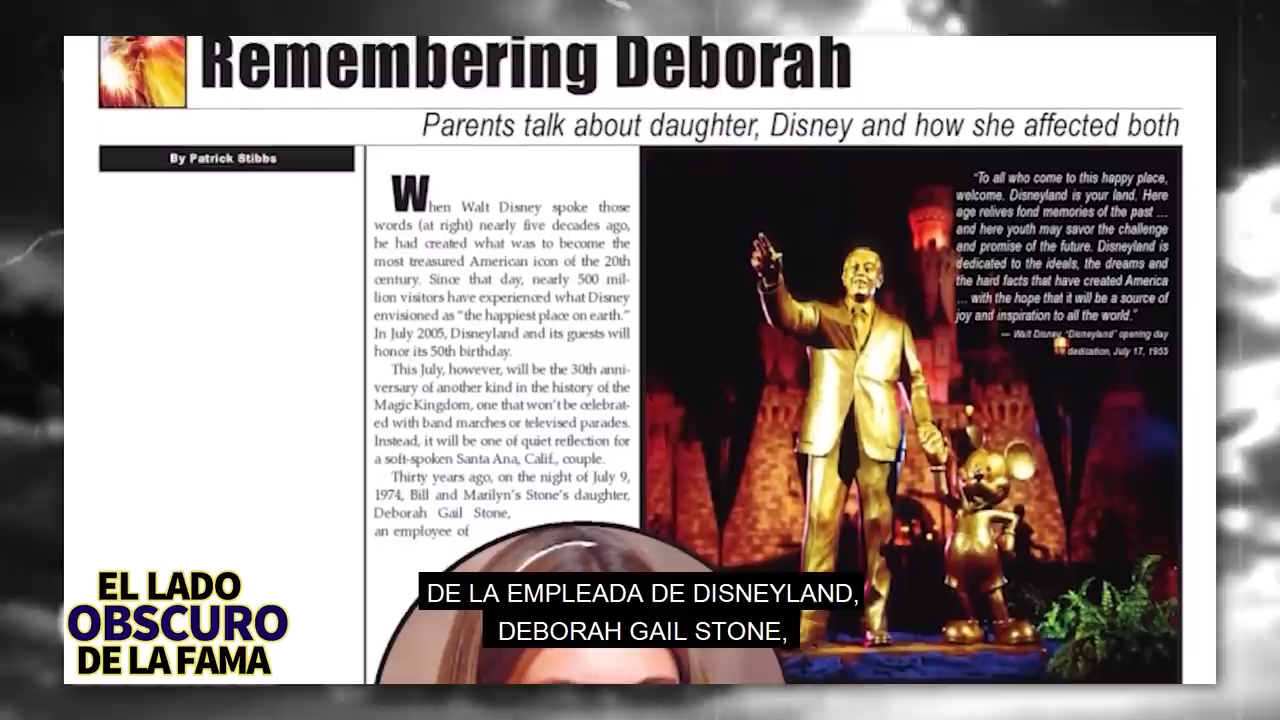 Remembering Deborah
Parents talk about daughter, Disney and how she affected both
By Patrick Stibbs
When Walt Disney spoke those
words (at right) nearly five decades ago,
he had created what was to become the
most treasured American icon of the 20th
century. Since that day, nearly 500 mil-
lion visitors have experienced what Disney
envisioned as “the happiest place on earth.”
In July 2005, Disneyland and its guests will
honor its 50th birthday.
This July, however, will be the 30th anni-
versary of another kind in the history of the
Magic Kingdom, one that won’t be celebrat-
ed with band marches or televised parades.
Instead, it will be one of quiet reflection for
a soft-spoken Santa Ana, Calif., couple.
Thirty years ago, on the night of July 9,
1974, Bill and Marilyn’s Stone’s daughter,
Deborah Gail Stone,
an employee of
“To all who come to this happy place,
welcome. Disneyland is your land. Here
age relives fond memories of the past ...
and here youth may savor the challenge
and promise of the future. Disneyland is
dedicated to the ideals, the dreams and
the hard facts that have created America
... with the hope that it will be a source of
joy and inspiration to all the world.”
— Walt Disney, “Disneyland” opening day
dedication, July 17, 1955
EL LADO
OBSCURO
DE LA FAMA
DE LA EMPLEADA DE DISNEYLAND,
DEBORAH GAIL STONE,